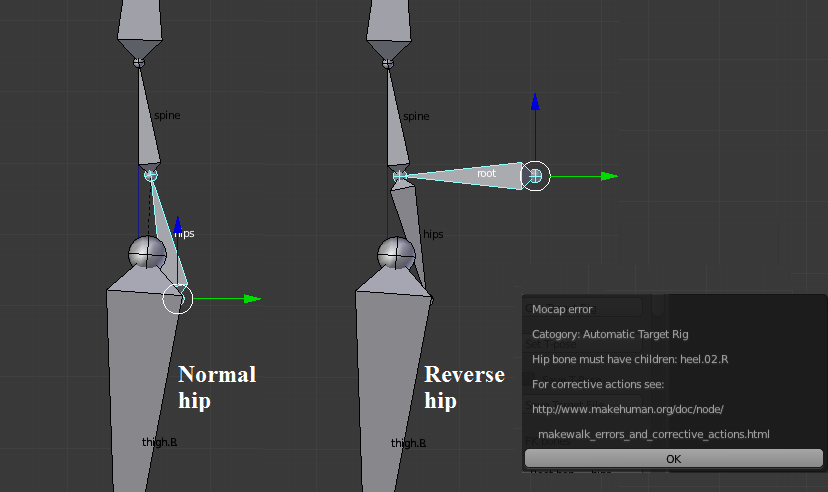 spine
hips
thigh.R
Normal
hip
spine
root
hips
thigh.R
Reverse
hip
Mocap error
Catogory: Automatic Target Rig
Hip bone must have children: heel.02.R
For corrective actions see:
http://www.makehuman.org/doc/node/
makewalk_errors_and_corrective_actions.html
OK